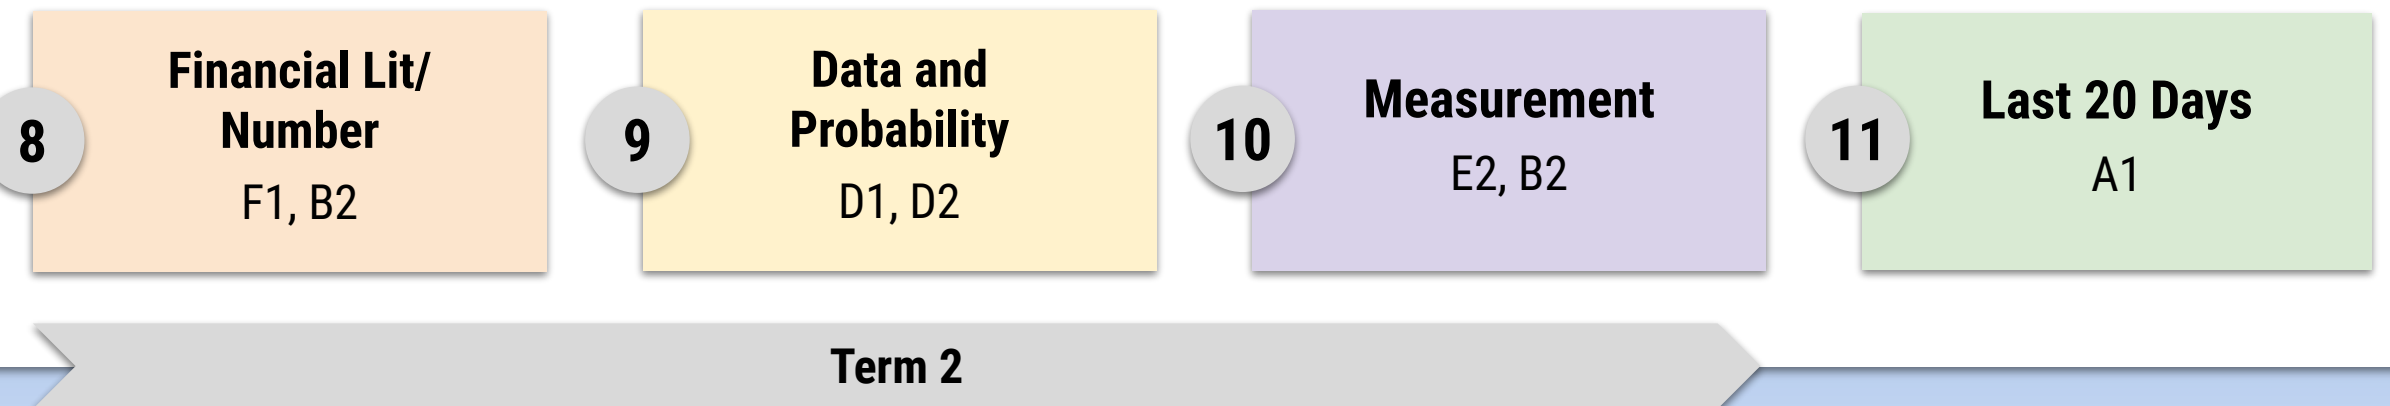 8
Financial Lit/
Number
F1, B2
9
Data and
Probability
D1, D2
10
Measurement
E2, B2
11
Last 20 Days
A1
Term 2